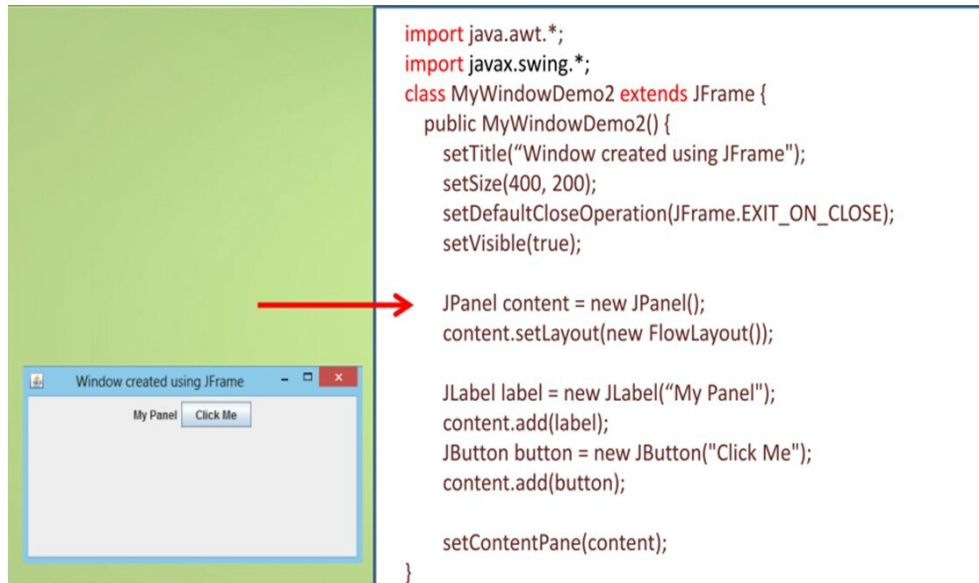 import java.awt.*;
import javax.swing.*;
class MyWindowDemo2 extends JFrame {
public MyWindowDemo2() {
setTitle(“Window created using JFrame");
setSize(400, 200);
setDefaultCloseOperation(JFrame.EXIT_ON_CLOSE);
setVisible(true);
JPanel content = new JPanel();
content.setLayout(new FlowLayout());
JLabel label = new JLabel(“My Panel");
content.add(label);
JButton button = new JButton("Click Me");
content.add(button);
setContentPane(content);
}
Window created using JFrame
My Panel Click Me